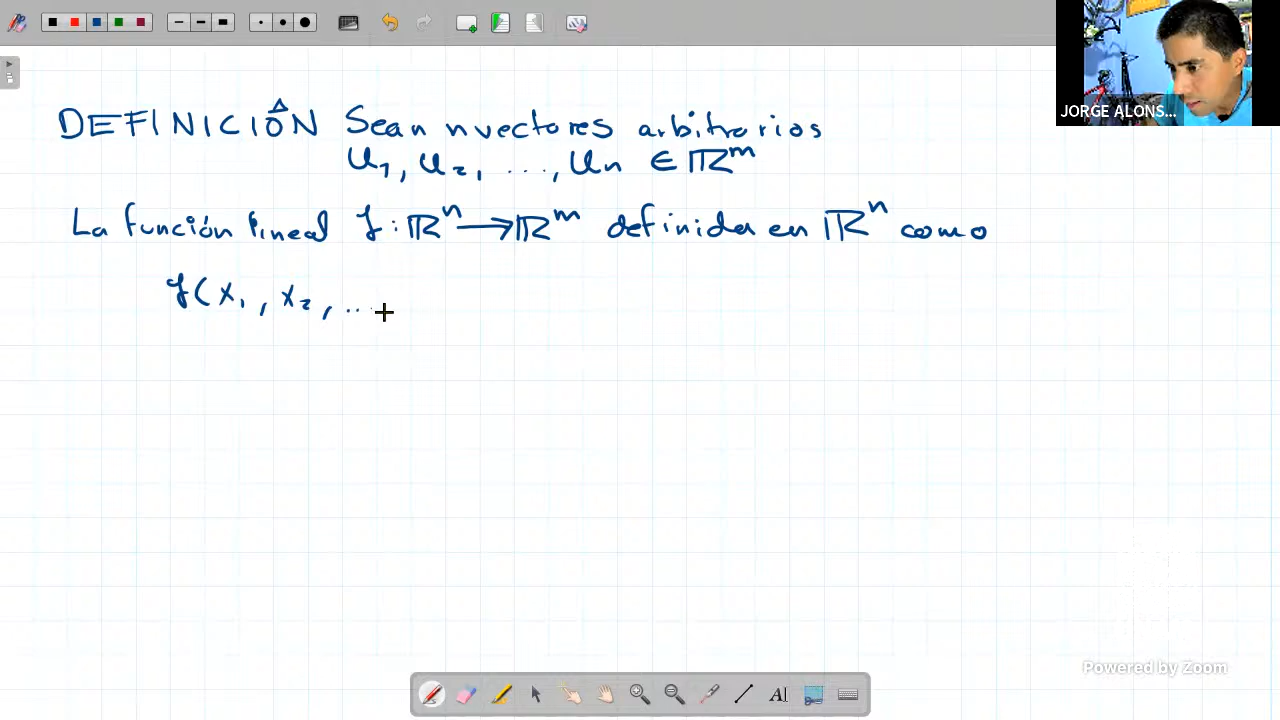 JORGE ALONS...
DEFINICIÓN Sean n vectores arbitrarios
u₁, u₂, ..., un ∈ ℝᵐ
La función lineal f: ℝⁿ → ℝᵐ definida en ℝⁿ como
f(x₁, x₂, ...
Powered by Zoom
AI